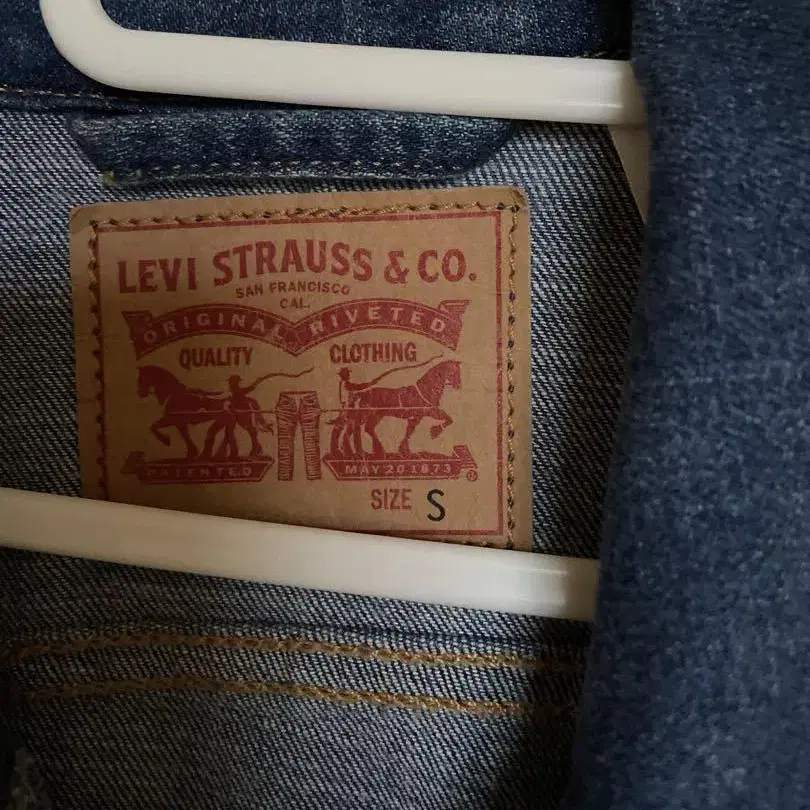 LEVI STRAUSS & CO.
SAN FRANCISCO
CAL.
ORIGINAL RIVETED
QUALITY CLOTHING
PATENTED MAY 20 1873 ®
SIZE S